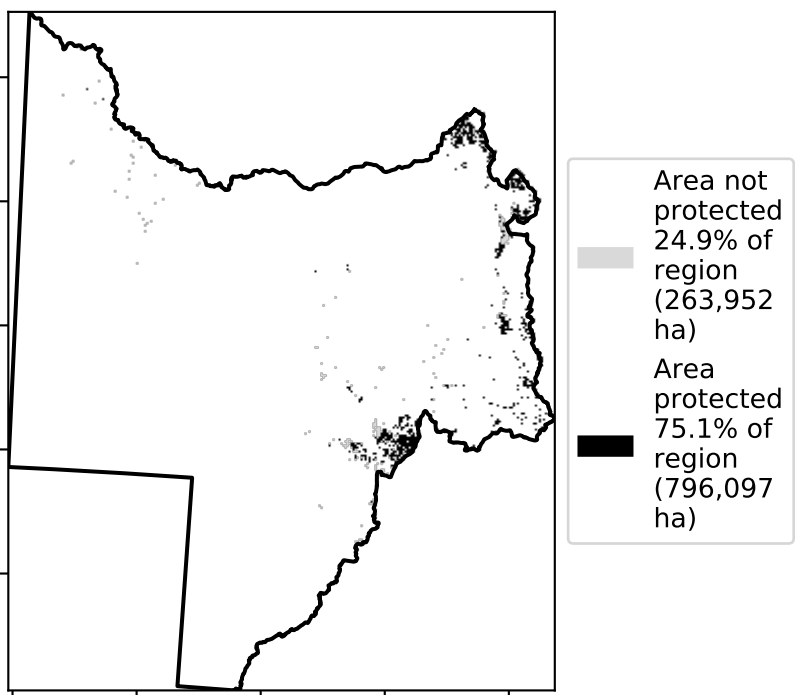 Area not
protected
24.9% of
region
(263,952
ha)
Area
protected
75.1% of
region
(796,097
ha)